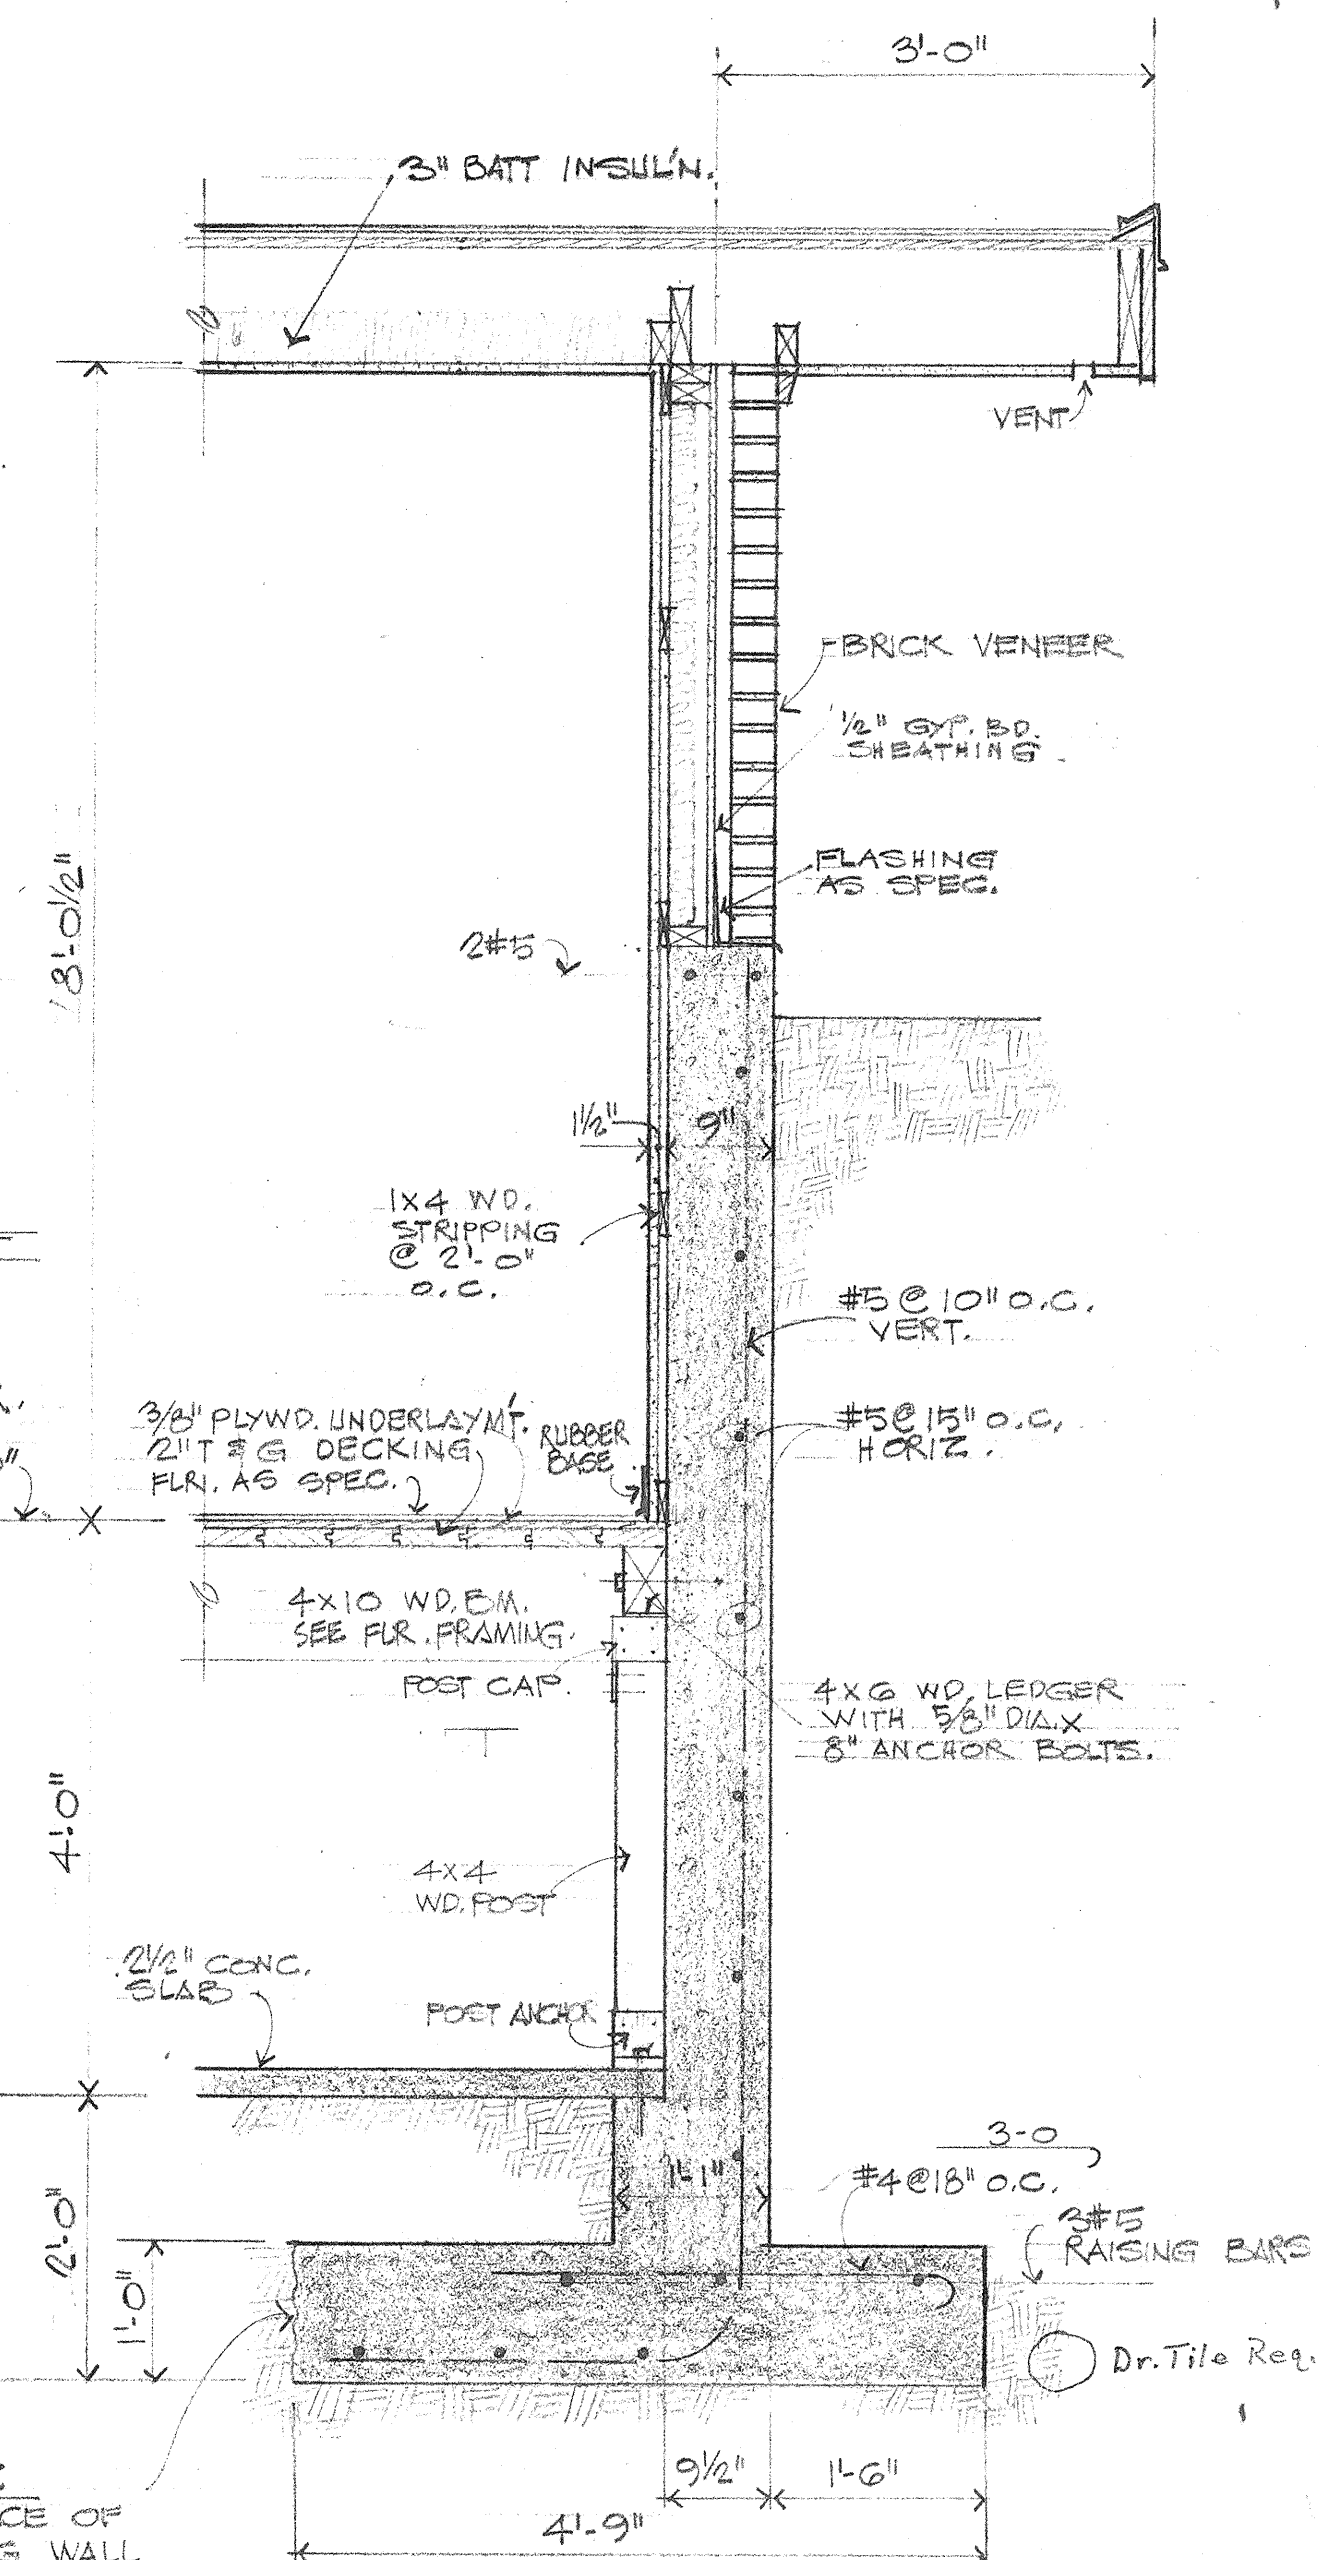 3'-0"
3" BATT INSUL'N.
VENT
BRICK VENEER
1/2" GYP. BD.
SHEATHING
FLASHING
AS SPEC.
8'-0 1/2"
2#5
1 1/2"
9"
1x4 WD.
STRIPPING
@ 2'-0"
O.C.
#5 @ 10" O.C.
VERT.
3/8" PLYWD. UNDERLAYM'T.
2" T & G DECKING
FLR. AS SPEC.
RUBBER
BASE
#5 @ 15" O.C.
HORIZ.
4x10 WD. BM.
SEE FLR. FRAMING.
POST CAP.
4x6 WD. LEDGER
WITH 5/8" DIA. X
8" ANCHOR BOLTS.
4'-0"
4x4
WD. POST
2 1/2" CONC.
SLAB
POST ANCHOR
3-0
1'-1"
#4 @ 18" O.C.
3#5
RAISING BARS
2'-0"
1'-0"
Dr. Tile Req.
9 1/2"
1'-6"
CE OF
4'-9"
WALL